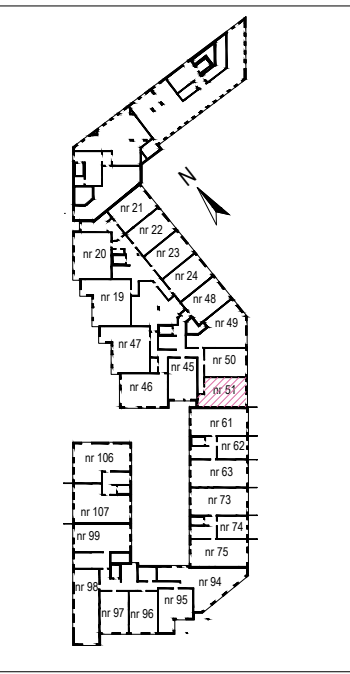 N
nr 21
nr 22
nr 20
nr 23
nr 24
nr 19
nr 48
nr 49
nr 47
nr 50
nr 45
nr 46
nr 51
nr 61
nr 62
nr 106
nr 63
nr 73
nr 107
nr 74
nr 99
nr 75
nr 94
nr 98
nr 95
nr 97
nr 96